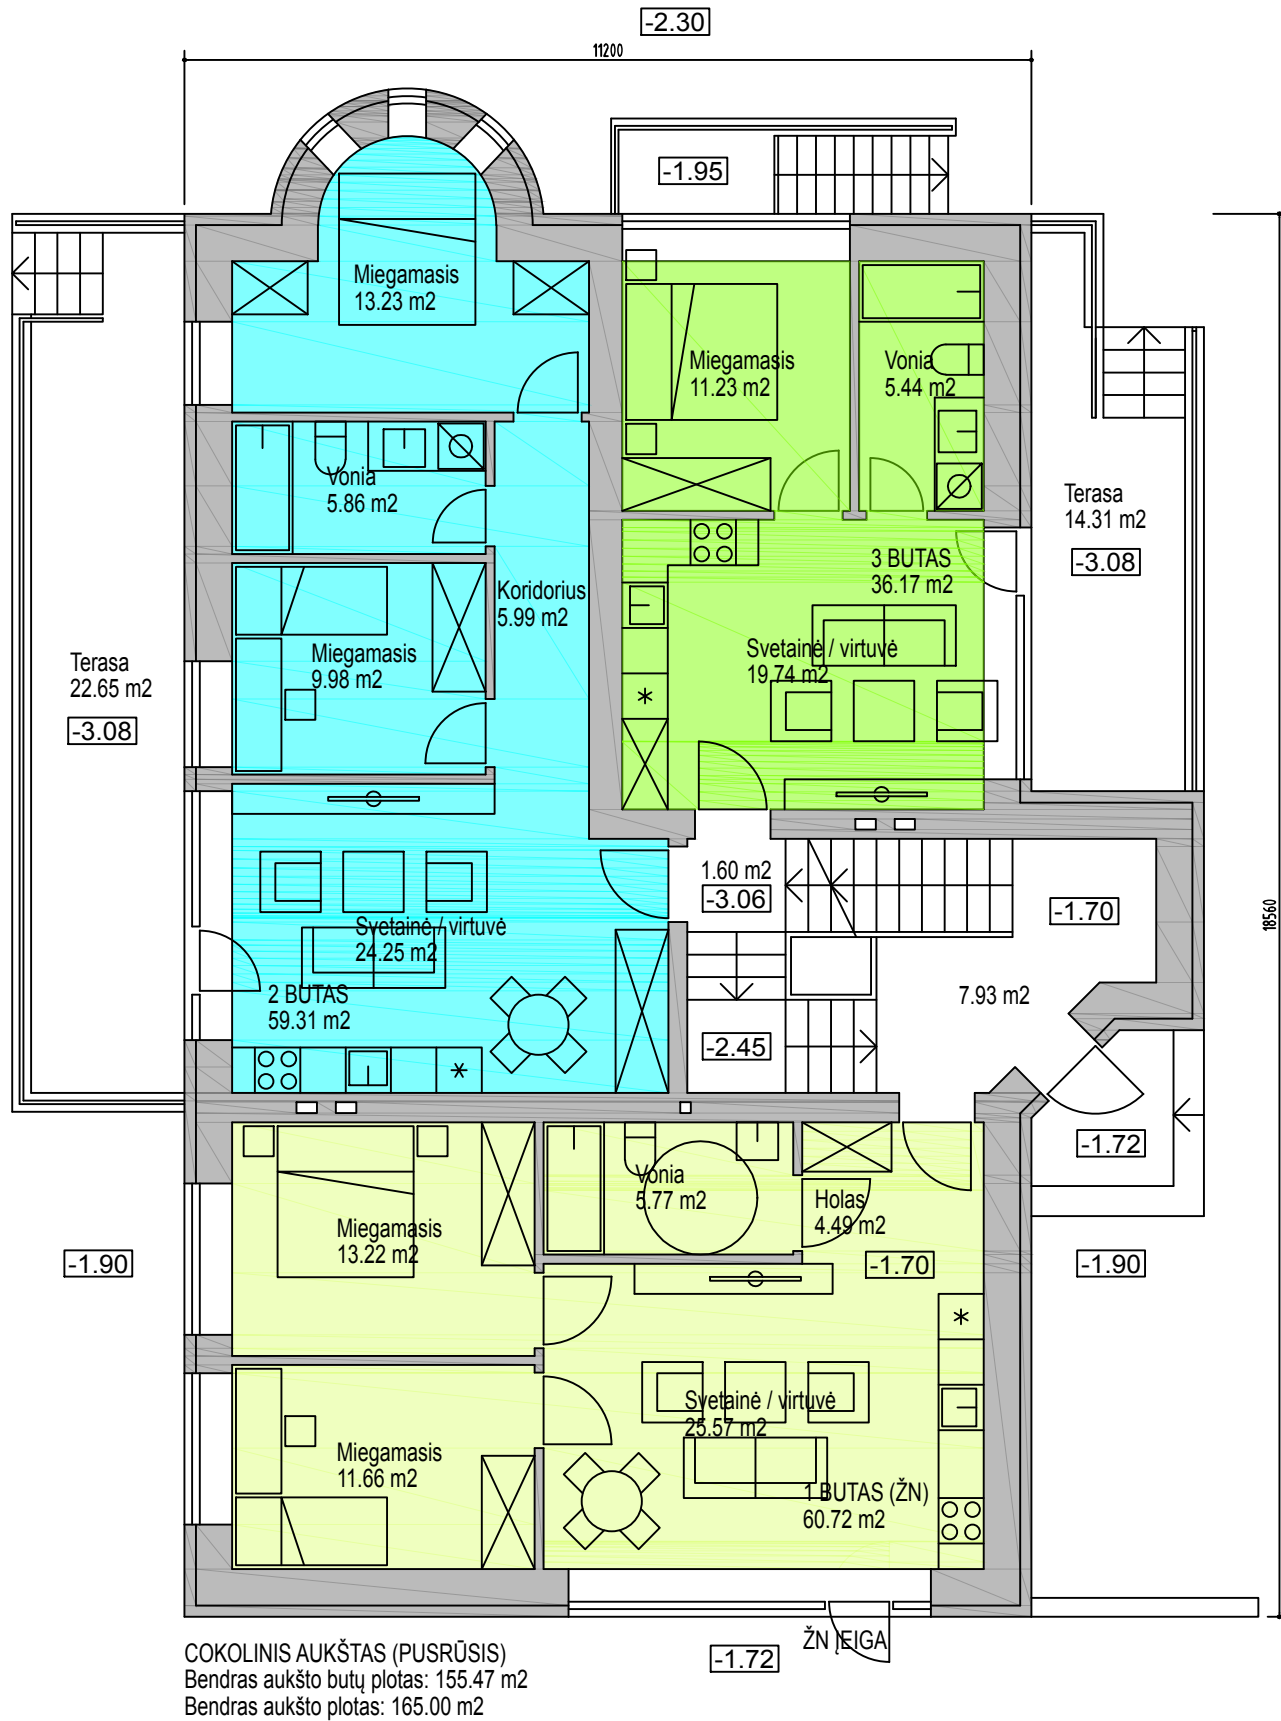 -2.30
11200
-1.95
Miegamasis
13.23 m2
Miegamasis
11.23 m2
Vonia
5.44 m2
Vonia
5.86 m2
Terasa
14.31 m2
-3.08
3 BUTAS
36.17 m2
Koridorius
5.99 m2
Miegamasis
9.98 m2
Svetainė / virtuvė
19.74 m2
Terasa
22.65 m2
-3.08
1.60 m2
-3.06
-1.70
18560
Svetainė / virtuvė
24.25 m2
2 BUTAS
59.31 m2
7.93 m2
-2.45
-1.72
Vonia
5.77 m2
Holas
4.49 m2
Miegamasis
13.22 m2
-1.90
-1.70
-1.90
Svetainė / virtuvė
25.57 m2
Miegamasis
11.66 m2
1 BUTAS (ŽN)
60.72 m2
ŽN ĮEIGA
-1.72
COKOLINIS AUKŠTAS (PUSRŪSIS)
Bendras aukšto butų plotas: 155.47 m2
Bendras aukšto plotas: 165.00 m2